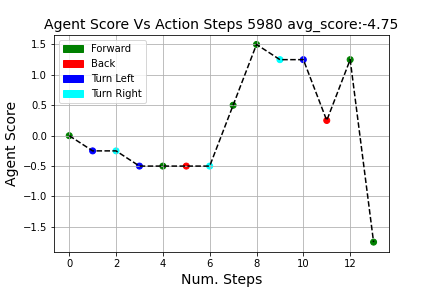 Agent Score Vs Action Steps 5980 avg_score:-4.75
Forward
Back
Turn Left
Turn Right
Agent Score
1.5
1.0
0.5
0.0
−0.5
−1.0
−1.5
0 2 4 6 8 10 12
Num. Steps